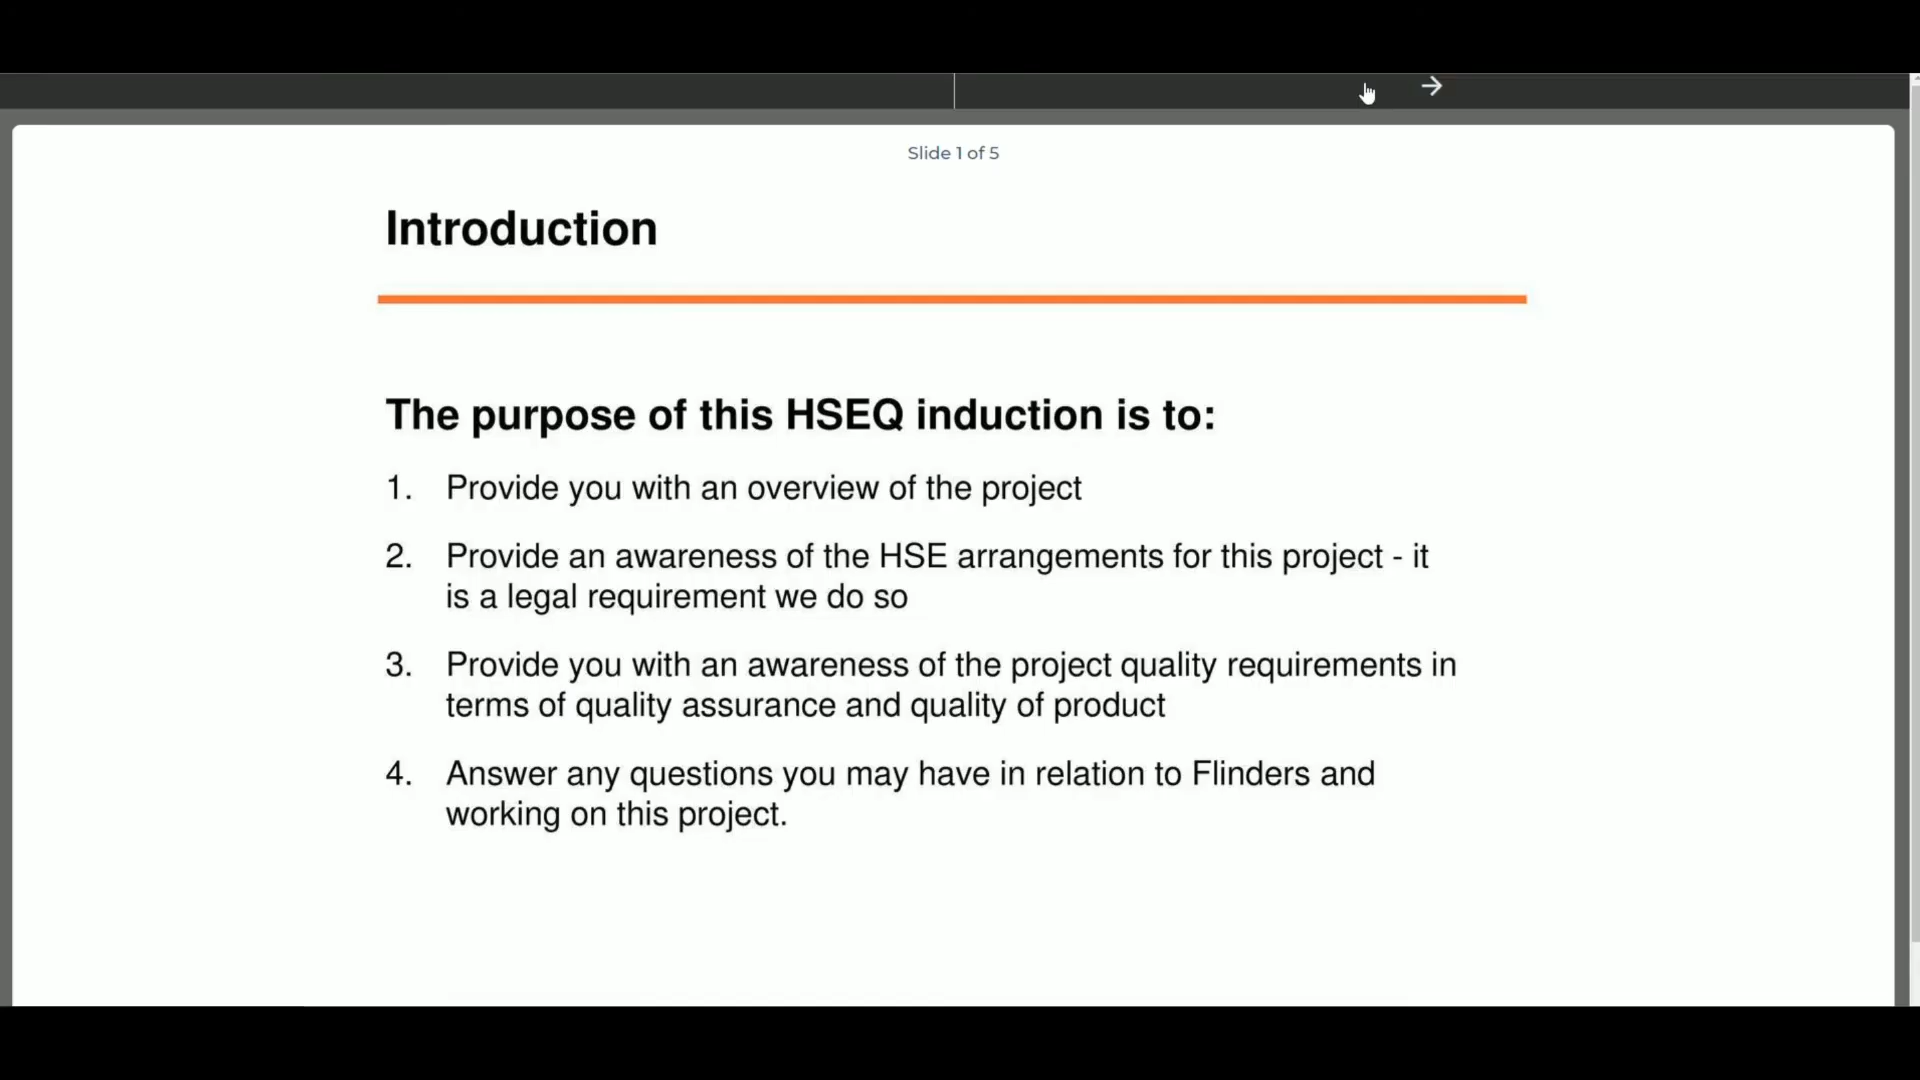 Slide 1 of 5
Introduction
The purpose of this HSEQ induction is to:
1. Provide you with an overview of the project
2. Provide an awareness of the HSE arrangements for this project - it
is a legal requirement we do so
3. Provide you with an awareness of the project quality requirements in
terms of quality assurance and quality of product
4. Answer any questions you may have in relation to Flinders and
working on this project.